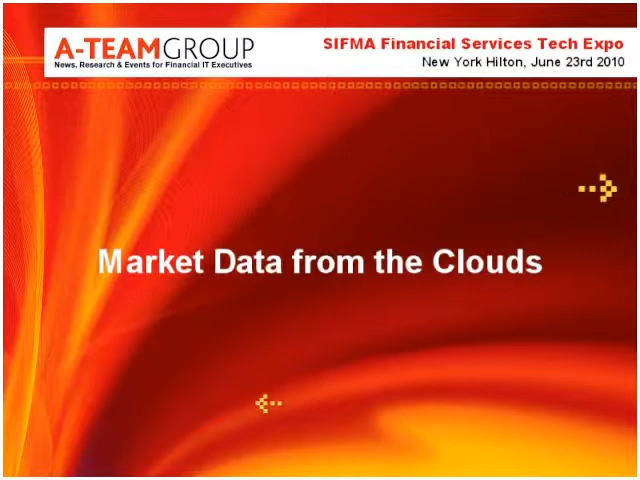 A-TEAMGROUP
News, Research & Events for Financial IT Executives
SIFMA Financial Services Tech Expo
New York Hilton, June 23rd 2010
Market Data from the Clouds